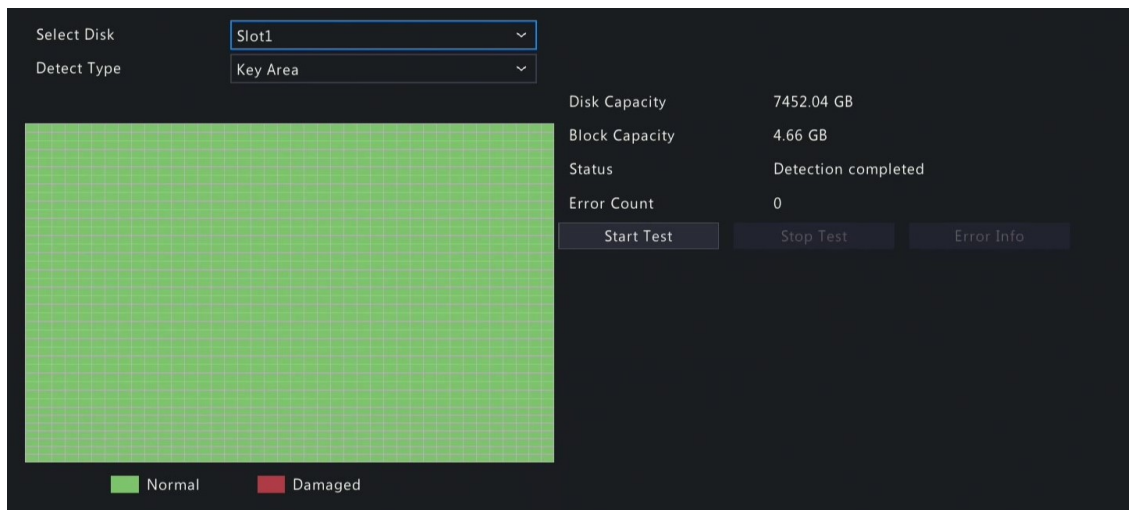 Select Disk Slot1
Detect Type Key Area
Disk Capacity 7452.04 GB
Block Capacity 4.66 GB
Status Detection completed
Error Count 0
Start Test Stop Test Error Info
Normal Damaged